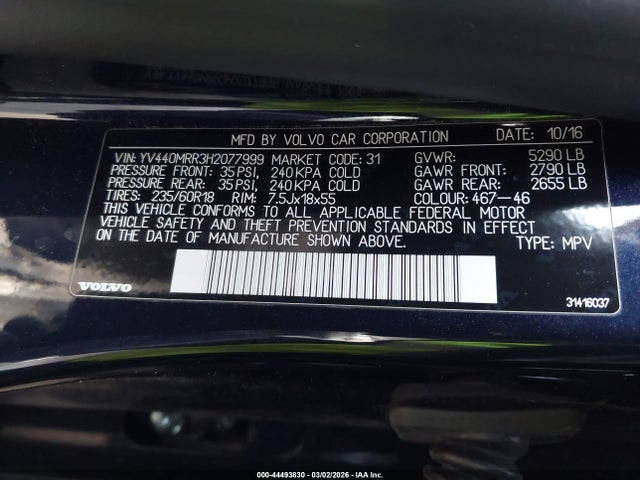 MFD BY VOLVO CAR CORPORATION DATE: 10/16
VIN: YV440MRR3H2077999 MARKET CODE: 31 GVWR: 5290 LB
PRESSURE FRONT: 35 PSI, 240 KPA COLD GAWR FRONT: 2790 LB
PRESSURE REAR: 35 PSI, 240 KPA COLD GAWR REAR: 2655 LB
TIRES: 235/60R18 RIM: 7.5Jx18x55 COLOUR: 467-46
THIS VEHICLE CONFORMS TO ALL APPLICABLE FEDERAL MOTOR
VEHICLE SAFETY AND THEFT PREVENTION STANDARDS IN EFFECT
ON THE DATE OF MANUFACTURE SHOWN ABOVE. TYPE: MPV
VOLVO 31416037
000-44493830 - 03/02/2026 - IAA Inc.